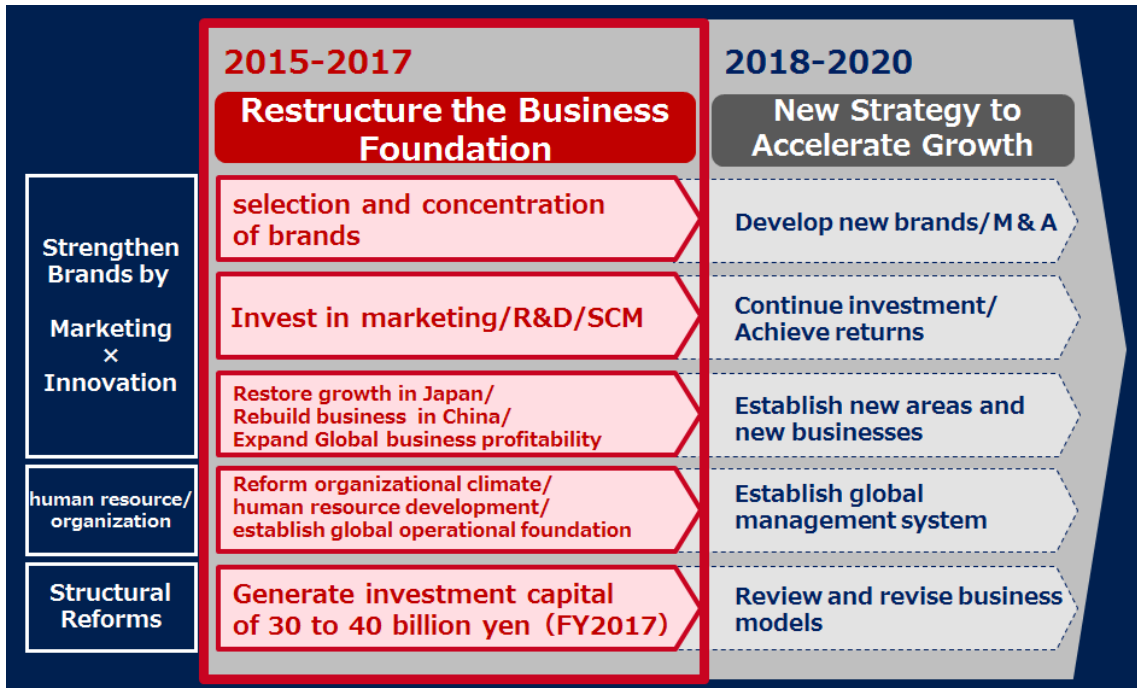 2015-2017
2018-2020
Restructure the Business
Foundation
New Strategy to
Accelerate Growth
Strengthen
Brands by
Marketing
×
Innovation
selection and concentration
of brands
Develop new brands/M & A
Invest in marketing/R&D/SCM
Continue investment/
Achieve returns
Restore growth in Japan/
Rebuild business in China/
Expand Global business profitability
Establish new areas and
new businesses
human resource/
organization
Reform organizational climate/
human resource development/
establish global operational foundation
Establish global
management system
Structural
Reforms
Generate investment capital
of 30 to 40 billion yen（FY2017）
Review and revise business
models